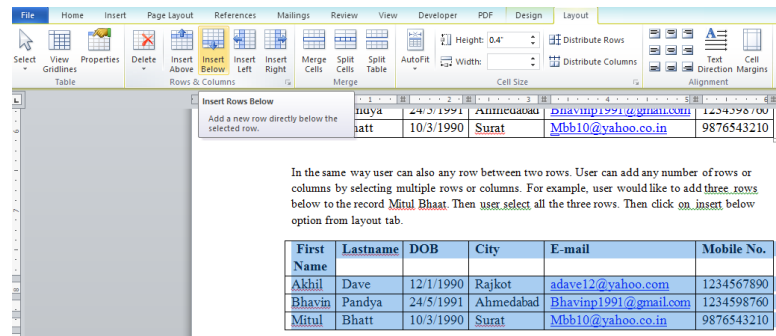 File Home Insert Page Layout References Mailings Review View Developer PDF Design Layout
Select View Gridlines Properties Delete Insert Above Insert Below Insert Left Insert Right Merge Cells Split Cells Split Table AutoFit Height: 0.4" Width: Distribute Rows Distribute Columns Text Direction Cell Margins
Table Rows & Columns Merge Cell Size Alignment
Insert Rows Below
Add a new row directly below the
selected row.
24/5/1991 Ahmedabad Bhavinp1991@gmail.com 1234598760
hatt 10/3/1990 Surat Mbb10@yahoo.co.in 9876543210
In the same way user can also any row between two rows. User can add any number of rows or
columns by selecting multiple rows or columns. For example, user would like to add three rows
below to the record Mitul Bhaat. Then user select all the three rows. Then click on insert below
option from layout tab.
First Name Lastname DOB City E-mail Mobile No.
Akhil Dave 12/1/1990 Rajkot adave12@yahoo.com 1234567890
Bhavin Pandya 24/5/1991 Ahmedabad Bhavinp1991@gmail.com 1234598760
Mitul Bhatt 10/3/1990 Surat Mbb10@yahoo.co.in 9876543210